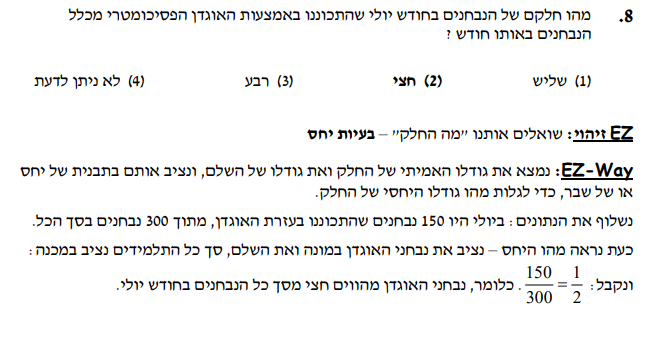 8. מהו חלקם של הנבחנים בחודש יולי שהתכוננו באמצעות האוגדן הפסיכומטרי מכלל
הנבחנים באותו חודש ?
(1) שליש (2) חצי (3) רבע (4) לא ניתן לדעת
EZ זיהוי: שואלים אותנו "מה החלק" – בעיות יחס
EZ-Way: נמצא את גודלו האמיתי של החלק ואת גודלו של השלם, ונציב אותם בתבנית של יחס
או של שבר, כדי לגלות מהו גודלו היחסי של החלק.
נשלוף את הנתונים : ביולי היו 150 נבחנים שהתכוננו בעזרת האוגדן, מתוך 300 נבחנים בסך הכל.
כעת נראה מהו היחס – נציב את נבחני האוגדן במונה ואת השלם, סך כל התלמידים נציב במכנה :
ונקבל : 150/300 = 1/2. כלומר, נבחני האוגדן מהווים חצי מסך כל הנבחנים בחודש יולי.